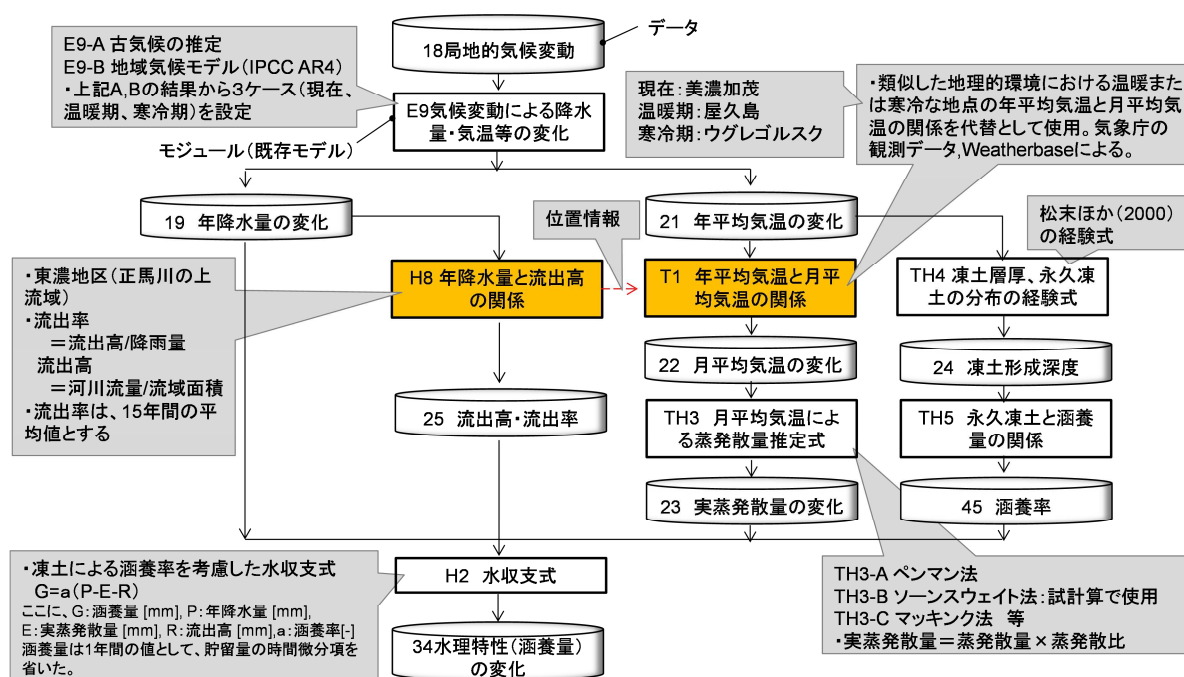 データ
18局地的気候変動
E9-A 古気候の推定
E9-B 地域気候モデル(IPCC AR4)
・上記A,Bの結果から3ケース(現在、
温暖期、寒冷期)を設定
E9気候変動による降水
量・気温等の変化
モジュール(既存モデル)
現在:美濃加茂
温暖期:屋久島
寒冷期:ウグレゴルスク
・類似した地理的環境における温暖また
は寒冷な地点の年平均気温と月平均気
温の関係を代替として使用。気象庁の
観測データ,Weatherbaseによる。
19 年降水量の変化
位置情報
21 年平均気温の変化
松末ほか(2000)
の経験式
・東濃地区(正馬川の上
流域)
・流出率
=流出高/降雨量
流出高
=河川流量/流域面積
・流出率は、15年間の平
均値とする
H8 年降水量と流出高
の関係
T1 年平均気温と月平
均気温の関係
TH4 凍土層厚、永久凍
土の分布の経験式
22 月平均気温の変化
24 凍土形成深度
25 流出高・流出率
TH3 月平均気温によ
る蒸発散量推定式
TH5 永久凍土と涵養
量の関係
23 実蒸発散量の変化
45 涵養率
・凍土による涵養率を考慮した水収支式
G=a(P-E-R)
ここに、G:涵養量 [mm], P:年降水量 [mm],
E:実蒸発散量 [mm], R:流出高 [mm],a:涵養率[-]
涵養量は1年間の値として、貯留量の時間微分項を
省いた。
H2 水収支式
34水理特性(涵養量)
の変化
TH3-A ペンマン法
TH3-B ソーンスウェイト法:試計算で使用
TH3-C マッキンク法 等
・実蒸発散量=蒸発散量×蒸発散比